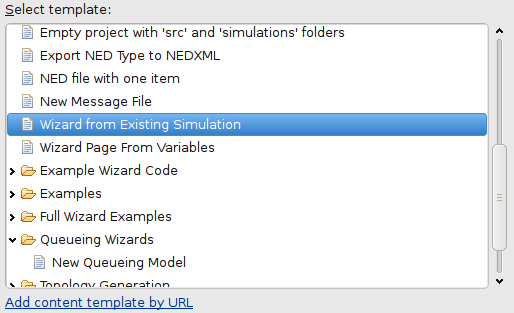 Select template:
Empty project with 'src' and 'simulations' folders
Export NED Type to NEDXML
NED file with one item
New Message File
Wizard from Existing Simulation
Wizard Page From Variables
Example Wizard Code
Examples
Full Wizard Examples
Queueing Wizards
New Queueing Model
Topology Generation
Add content template by URL